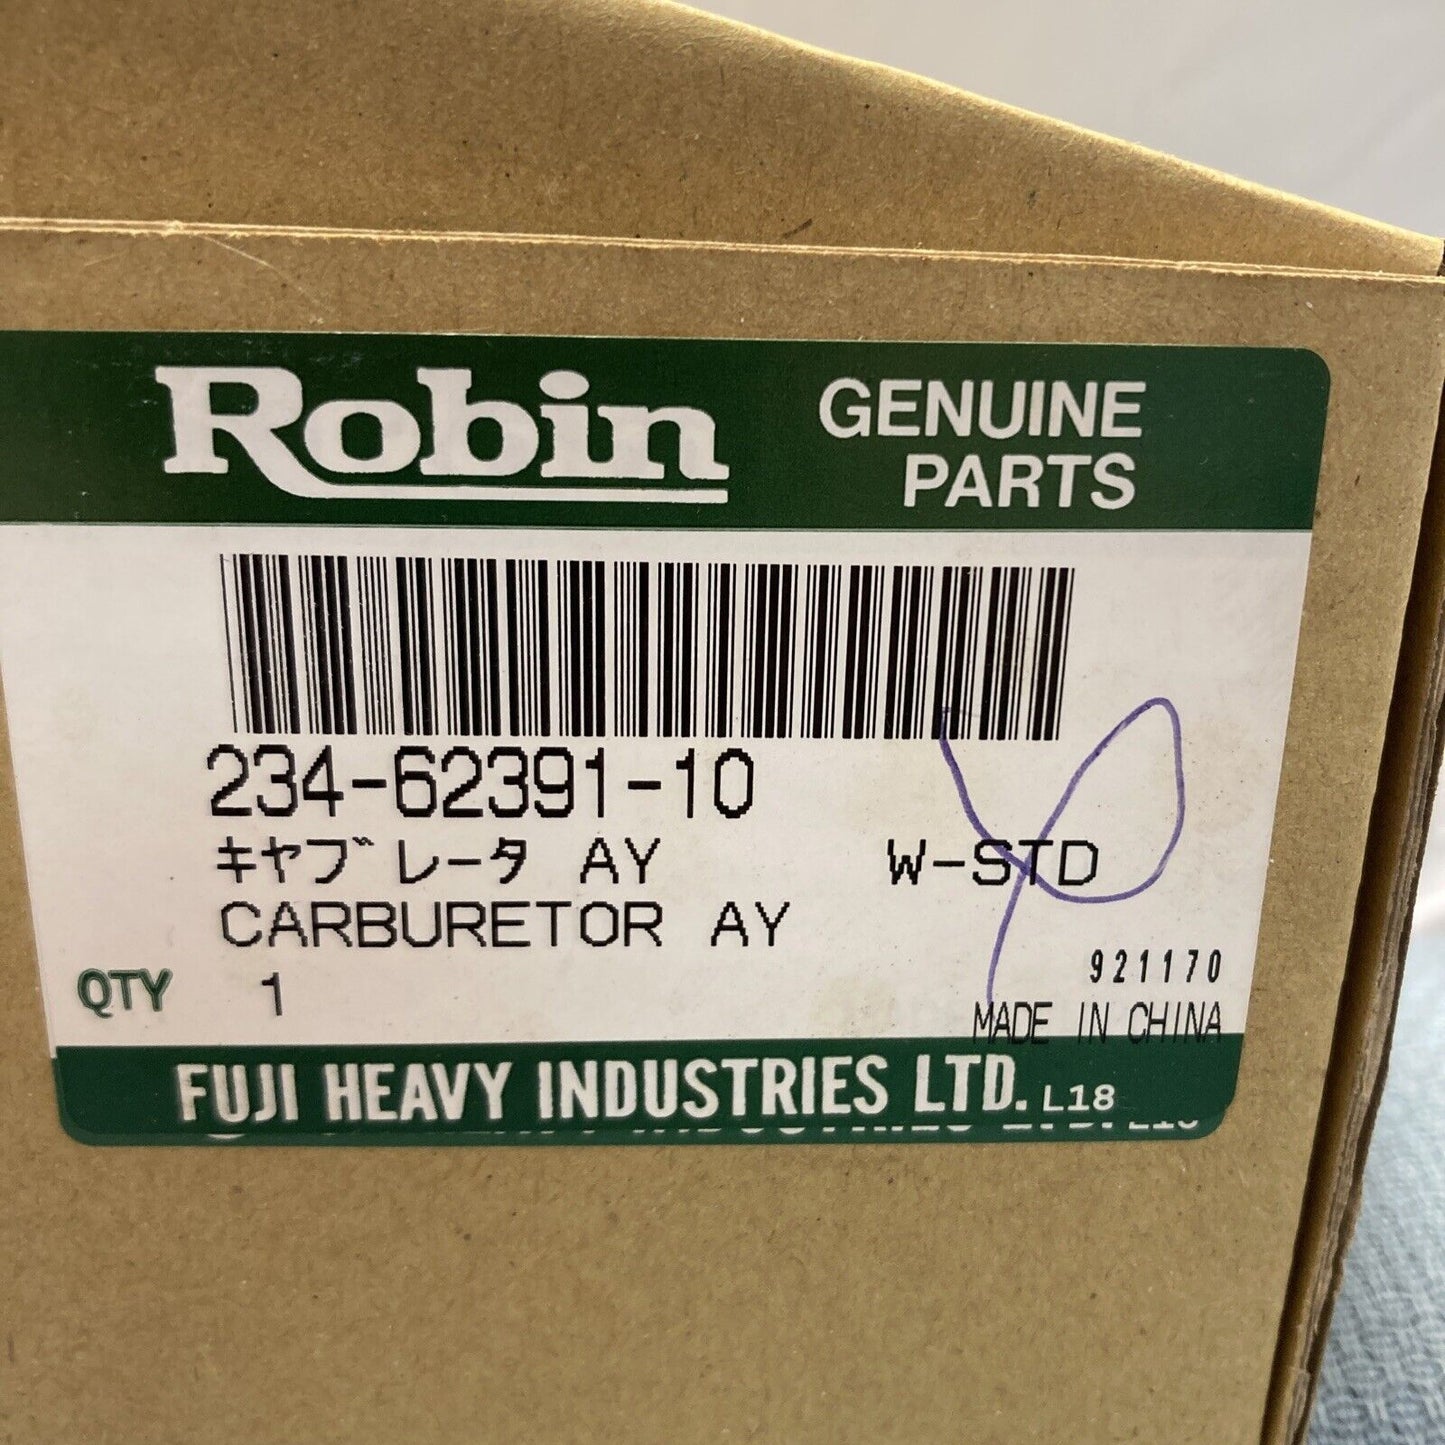 Robin GENUINE PARTS
234-62391-10
キャブレータ AY W-STD
CARBURETOR AY
921170
QTY 1
MADE IN CHINA
FUJI HEAVY INDUSTRIES LTD. L18